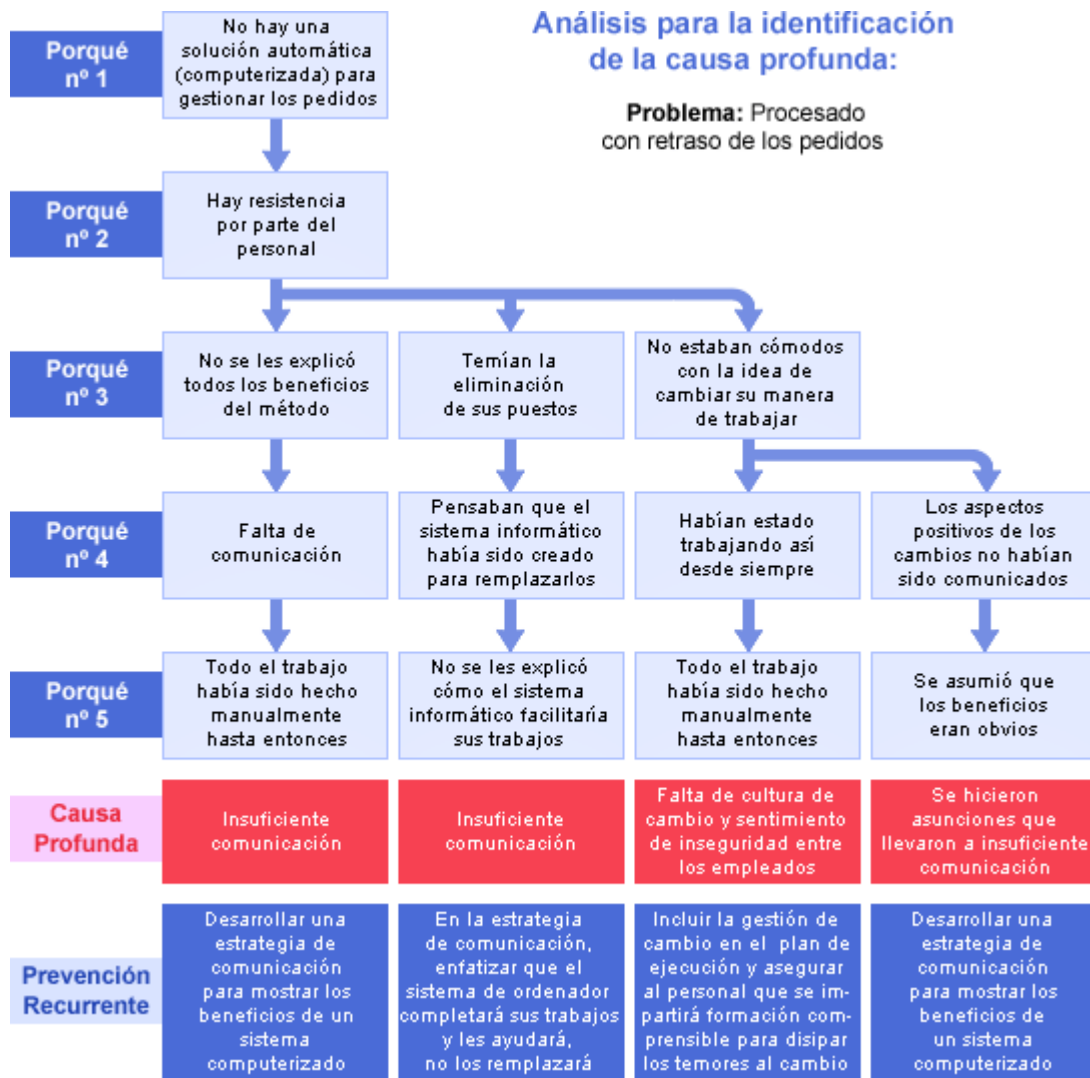 Análisis para la identificación
de la causa profunda:
Problema: Procesado
con retraso de los pedidos
Porqué
nº 1
No hay una
solución automática
(computerizada) para
gestionar los pedidos
Porqué
nº 2
Hay resistencia
por parte del
personal
Porqué
nº 3
No se les explicó
todos los beneficios
del método
Temían la
eliminación
de sus puestos
No estaban cómodos
con la idea de
cambiar su manera
de trabajar
Porqué
nº 4
Falta de
comunicación
Pensaban que el
sistema informático
había sido creado
para remplazarlos
Habían estado
trabajando así
desde siempre
Los aspectos
positivos de los
cambios no habían
sido comunicados
Porqué
nº 5
Todo el trabajo
había sido hecho
manualmente
hasta entonces
No se les explicó
cómo el sistema
informático facilitaría
sus trabajos
Todo el trabajo
había sido hecho
manualmente
hasta entonces
Se asumió que
los beneficios
eran obvios
Causa
Profunda
Insuficiente
comunicación
Insuficiente
comunicación
Falta de cultura de
cambio y sentimiento
de inseguridad entre
los empleados
Se hicieron
asunciones que
llevaron a insuficiente
comunicación
Prevención
Recurrente
Desarrollar una
estrategia de
comunicación
para mostrar los
beneficios de un
sistema
computerizado
En la estrategia
de comunicación,
enfatizar que el
sistema de ordenador
completará sus trabajos
y les ayudará,
no los remplazará
Incluir la gestión de
cambio en el plan de
ejecución y asegurar
al personal que se im-
partirá formación com-
prensible para disipar
los temores al cambio
Desarrollar una
estrategia de
comunicación
para mostrar los
beneficios de
un sistema
computerizado